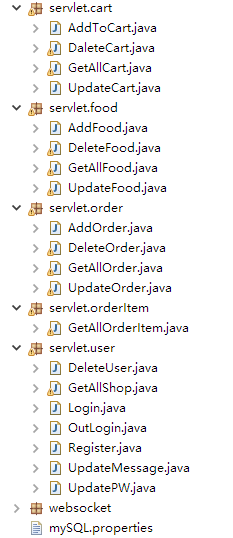 servlet.cart
AddToCart.java
DaleteCart.java
GetAllCart.java
UpdateCart.java
servlet.food
AddFood.java
DeleteFood.java
GetAllFood.java
UpdateFood.java
servlet.order
AddOrder.java
DeleteOrder.java
GetAllOrder.java
UpdateOrder.java
servlet.orderItem
GetAllOrderItem.java
servlet.user
DeleteUser.java
GetAllShop.java
Login.java
OutLogin.java
Register.java
UpdateMessage.java
UpdatePW.java
websocket
mySQL.properties